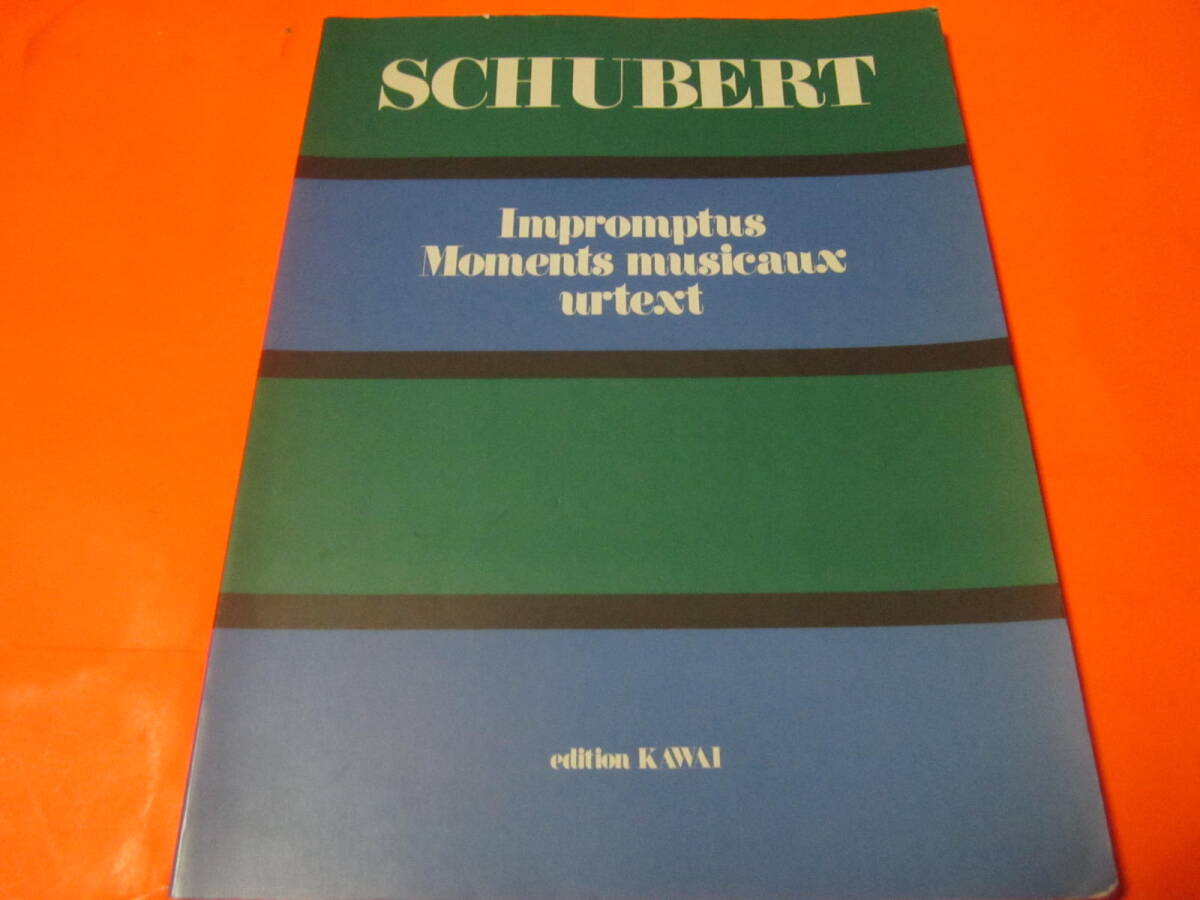 SCHUBERT
Impromptus
Moments musicaux
urtext
edition KAWAI